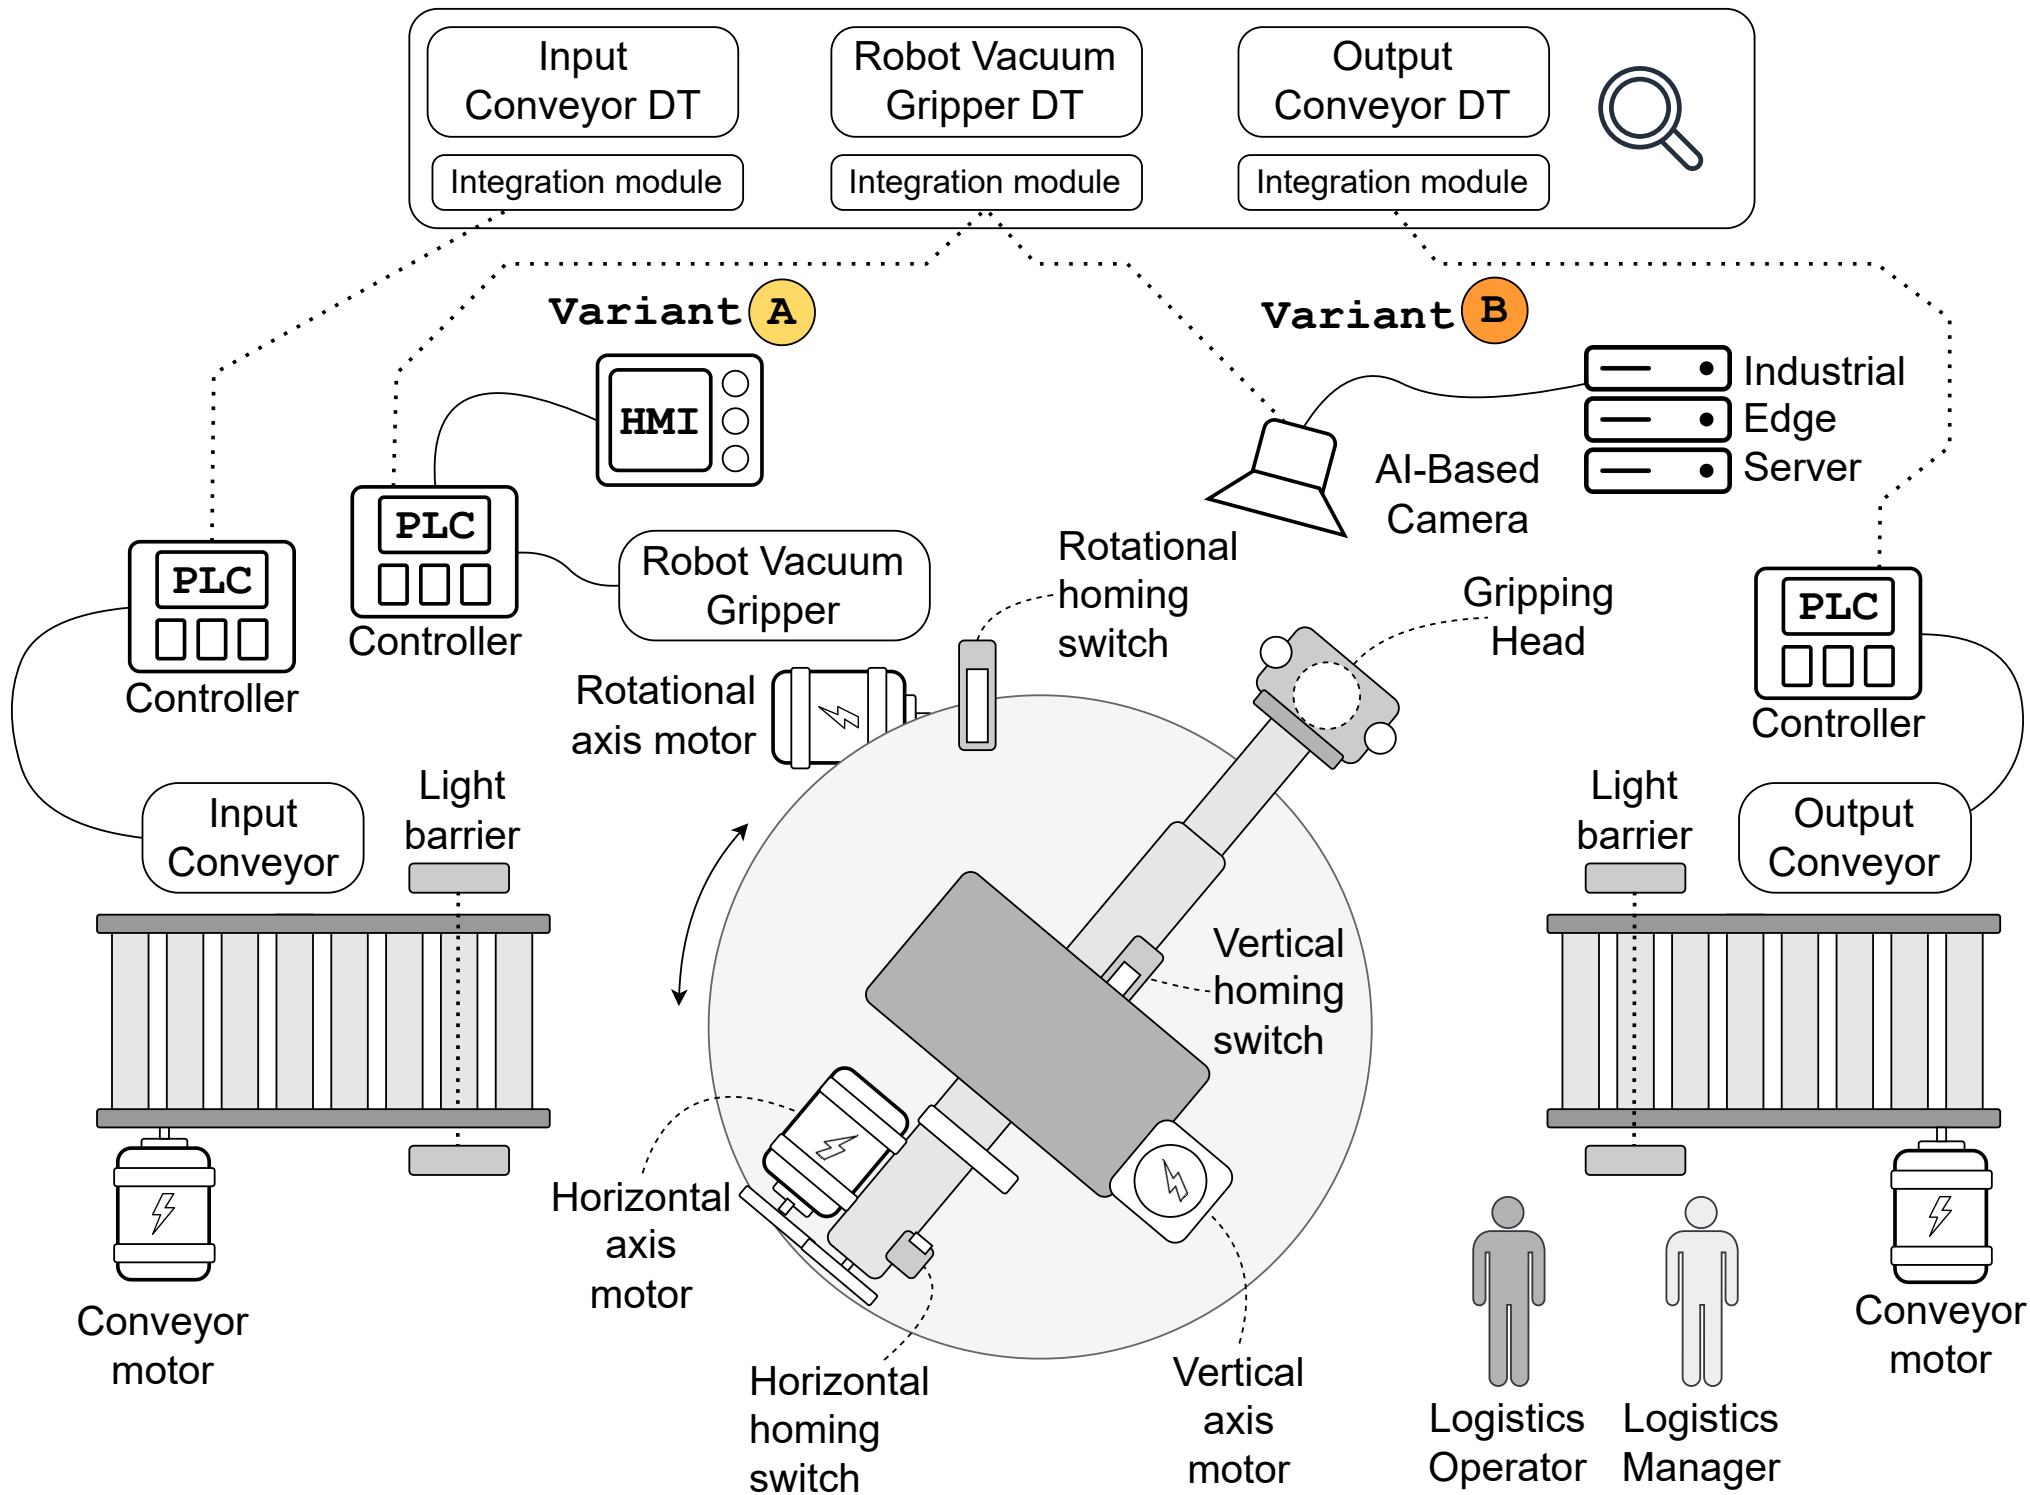 Input
Conveyor DT
Robot Vacuum
Gripper DT
Output
Conveyor DT
Integration module
Integration module
Integration module
Variant A
Variant B
HMI
Industrial
Edge
Server
AI-Based
Camera
PLC
Controller
PLC
Controller
Robot Vacuum
Gripper
Rotational
homing
switch
Gripping
Head
PLC
Controller
Rotational
axis motor
Input
Conveyor
Light
barrier
Light
barrier
Output
Conveyor
Vertical
homing
switch
Horizontal
axis
motor
Conveyor
motor
Horizontal
homing
switch
Vertical
axis
motor
Logistics
Operator
Logistics
Manager
Conveyor
motor